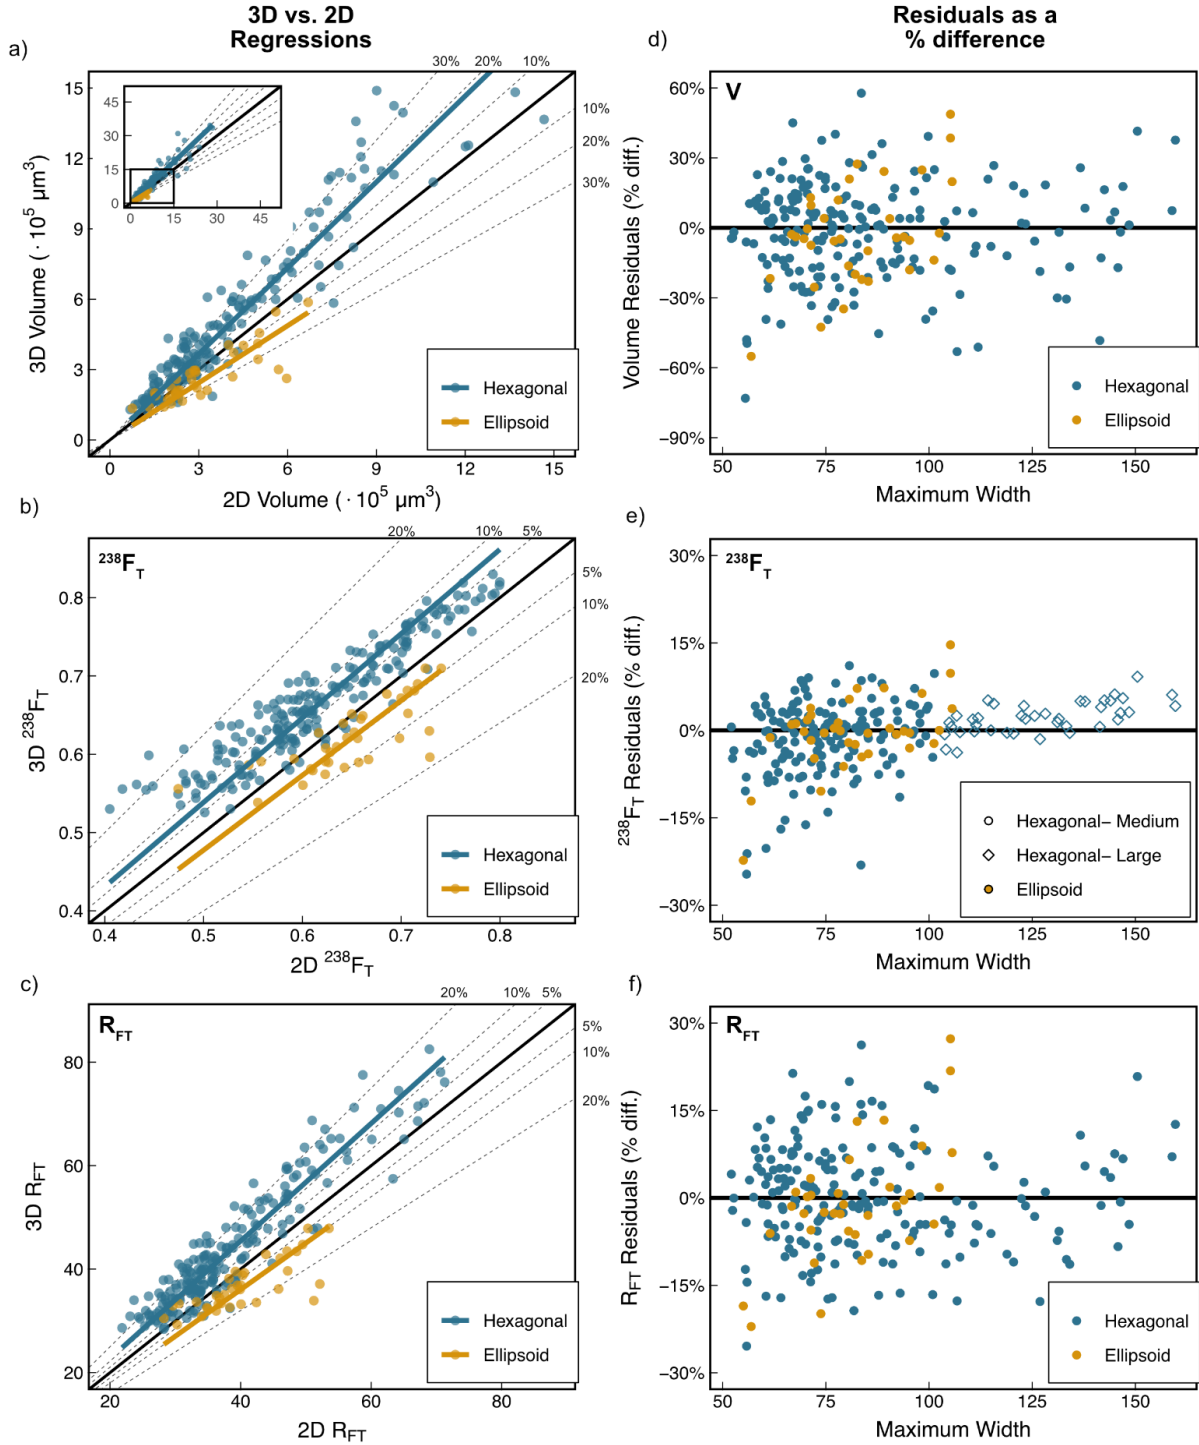 3D vs. 2D
Regressions
Residuals as a
% difference
a)
30%
20%
10%
15
12
9
6
3
0
45
30
15
0
0
15
30
45
10%
20%
30%
3D Volume ( · 10⁵ µm³)
Hexagonal
Ellipsoid
0
3
6
9
12
15
2D Volume ( · 10⁵ µm³)
d)
V
60%
30%
0%
−30%
−60%
−90%
Volume Residuals (% diff.)
Hexagonal
Ellipsoid
50
75
100
125
150
Maximum Width
b)
20%
10%
5%
²³⁸F_T
0.8
0.7
0.6
0.5
0.4
5%
10%
20%
3D ²³⁸F_T
Hexagonal
Ellipsoid
0.4
0.5
0.6
0.7
0.8
2D ²³⁸F_T
e)
²³⁸F_T
30%
15%
0%
−15%
−30%
²³⁸F_T Residuals (% diff.)
Hexagonal− Medium
Hexagonal− Large
Ellipsoid
50
75
100
125
150
Maximum Width
c)
20%
10%
5%
R_FT
80
60
40
20
5%
10%
20%
3D R_FT
Hexagonal
Ellipsoid
20
40
60
80
2D R_FT
f)
R_FT
30%
15%
0%
−15%
−30%
R_FT Residuals (% diff.)
Hexagonal
Ellipsoid
50
75
100
125
150
Maximum Width